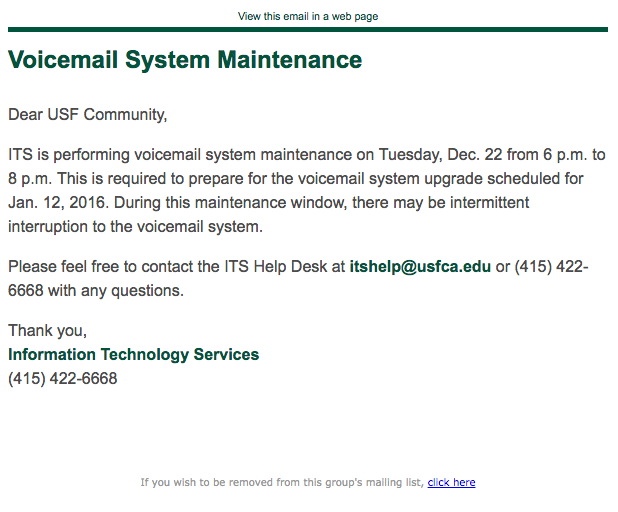 View this email in a web page
Voicemail System Maintenance
Dear USF Community,
ITS is performing voicemail system maintenance on Tuesday, Dec. 22 from 6 p.m. to
8 p.m. This is required to prepare for the voicemail system upgrade scheduled for
Jan. 12, 2016. During this maintenance window, there may be intermittent
interruption to the voicemail system.
Please feel free to contact the ITS Help Desk at itshelp@usfca.edu or (415) 422-
6668 with any questions.
Thank you,
Information Technology Services
(415) 422-6668
If you wish to be removed from this group's mailing list, click here